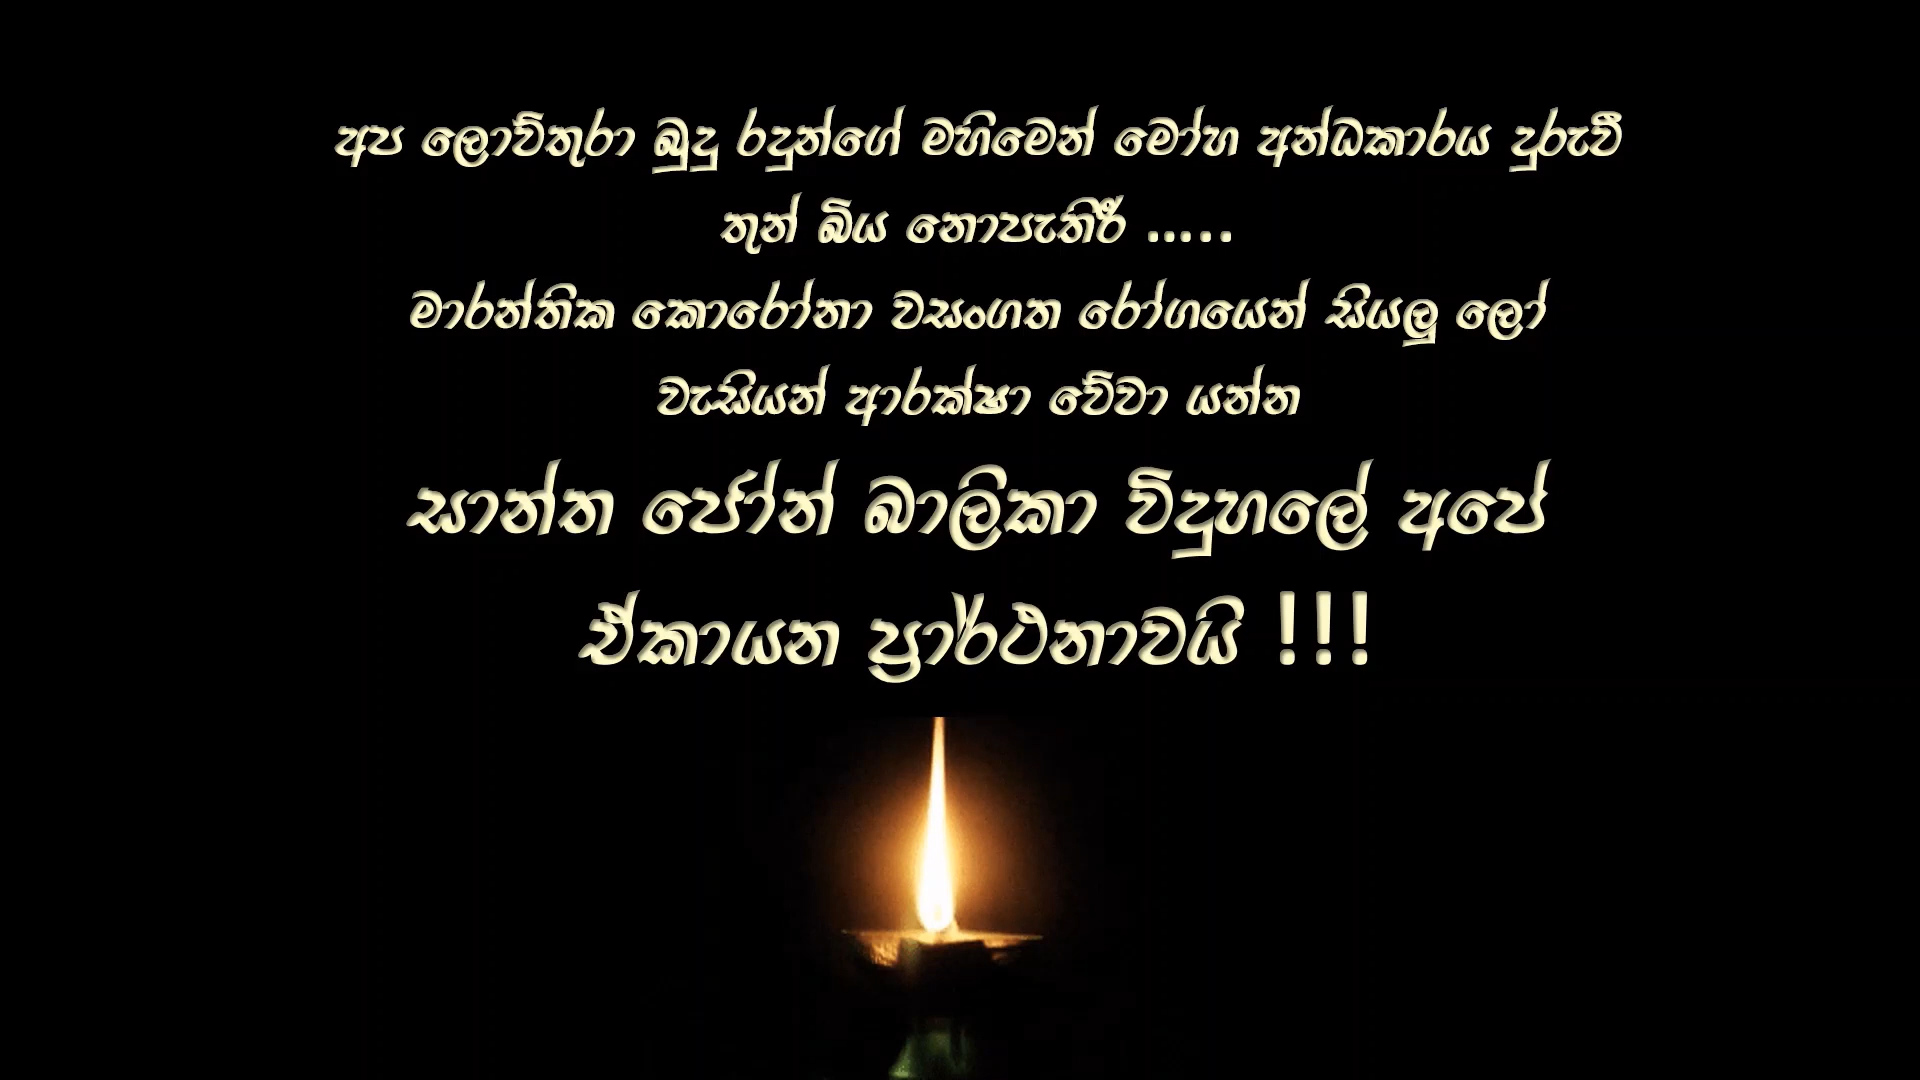 අප ලොව්තුරා බුදු රදුන්ගේ මහිමෙන් මෝහ අන්ධකාරය දුරුවී
තුන් බිය නොපැතිරී .....
මාරන්තික කොරෝනා වසංගත රෝගයෙන් සියලු ලෝ
වැසියන් ආරක්ෂා වේවා යන්න
සාන්ත ජෝන් බාලිකා විදුහලේ අපේ
ඒකායන ප්‍රාර්ථනාවයි !!!